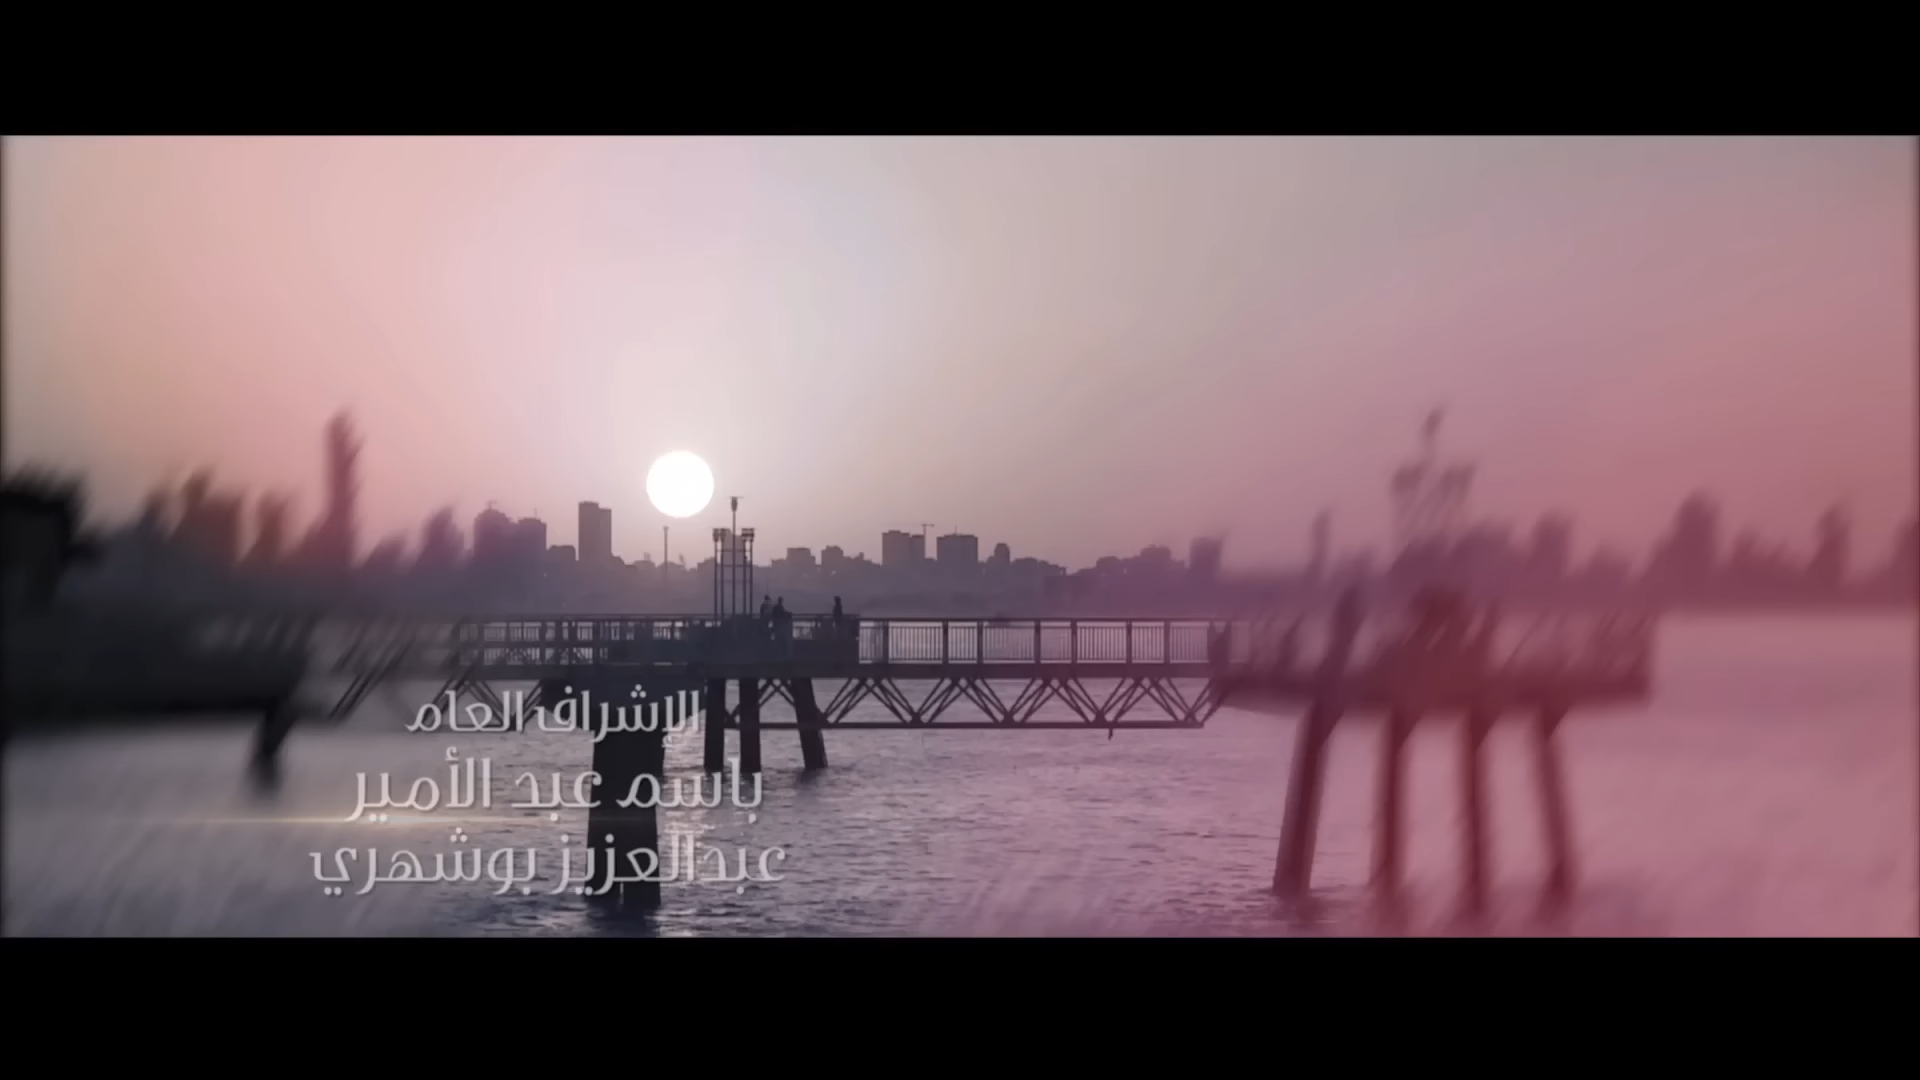 الإشراف العام
باسم عبد الأمير
عبدالعزيز بوشهري